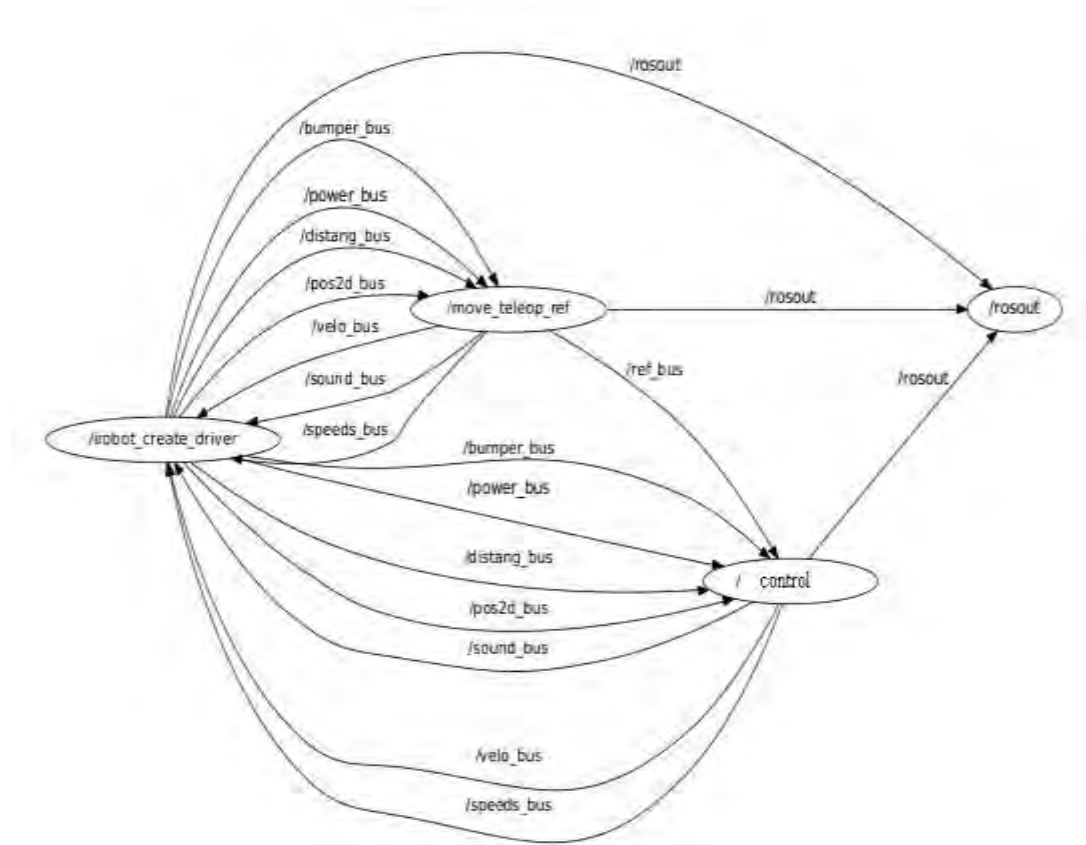 /rosout
/bumper_bus
/power_bus
/distang_bus
/pos2d_bus
/move_teleop_ref
/rosout
/rosout
/velo_bus
/ref_bus
/sound_bus
/rosout
/speeds_bus
/irobot_create_driver
/bumper_bus
/power_bus
/distang_bus
/ control
/pos2d_bus
/sound_bus
/velo_bus
/speeds_bus